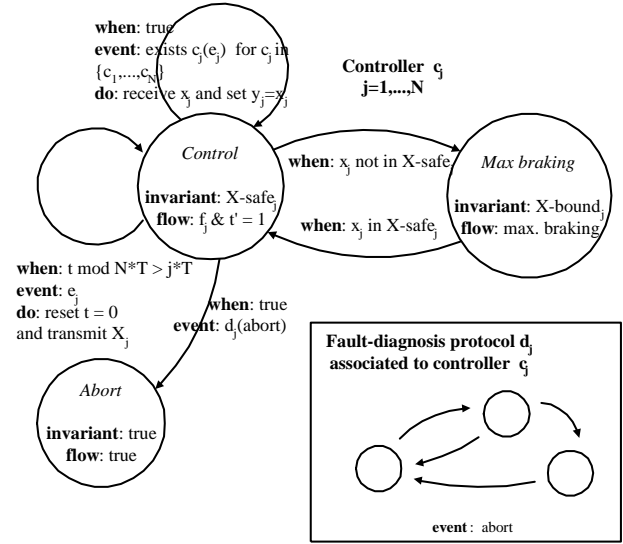 when: true
event: exists c_j(e_j) for c_j in
{c_1,...,c_N}
do: receive x_j and set y_j=x_j
Controller c_j
j=1,...,N
Control
invariant: X-safe_j
flow: f_j & t' = 1
when: x_j not in X-safe_j
when: x_j in X-safe_j
Max braking
invariant: X-bound_j
flow: max. braking
when: t mod N*T > j*T
event: e_j
do: reset t = 0
and transmit X_j
when: true
event: d_j(abort)
Abort
invariant: true
flow: true
Fault-diagnosis protocol d_j
associated to controller c_j
event: abort